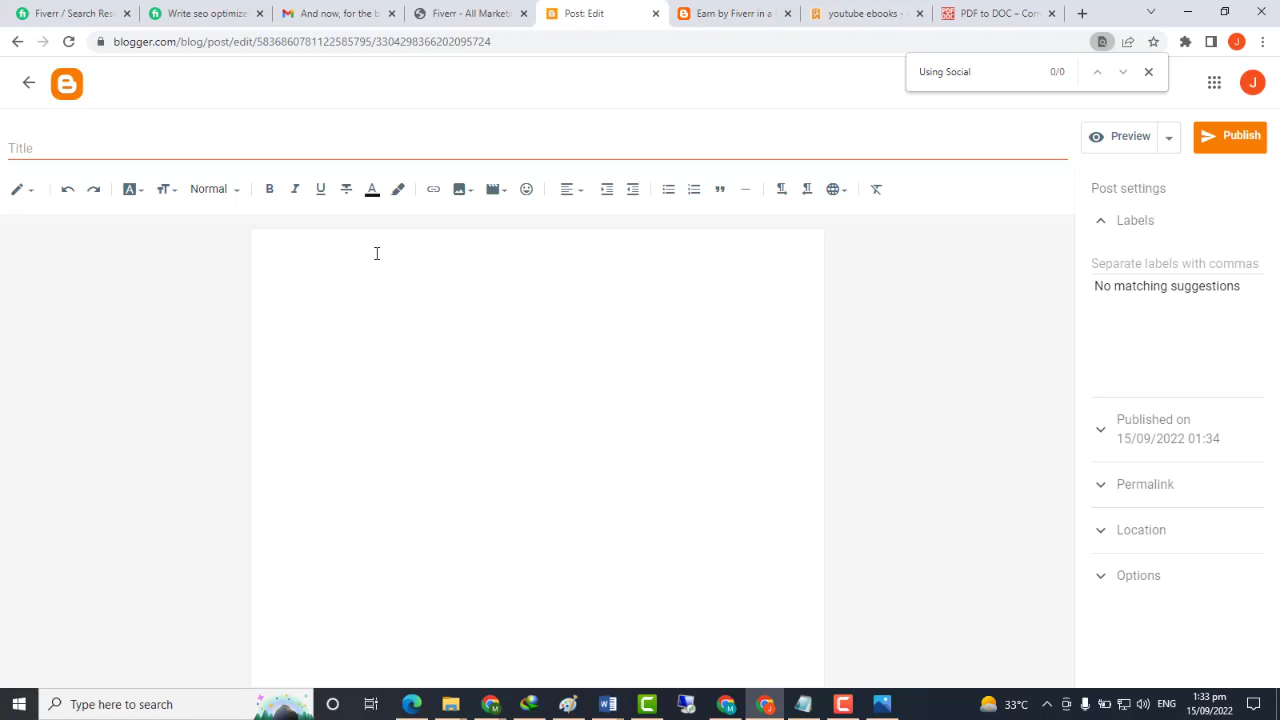 Fiverr / Search Res
Write seo optimize
And now, for the b
Fiverr – All Market
Post: Edit
Earn by Fiverr in a
youtube ebooks -
PDF to DOC – Com
blogger.com/blog/post/edit/5836860781122585795/3304298366202095724
Using Social 0/0
J
Title
Preview
Publish
Normal
Post settings
Labels
Separate labels with commas
No matching suggestions
Published on
15/09/2022 01:34
Permalink
Location
Options
Type here to search
33°C
ENG
1:33 pm
15/09/2022